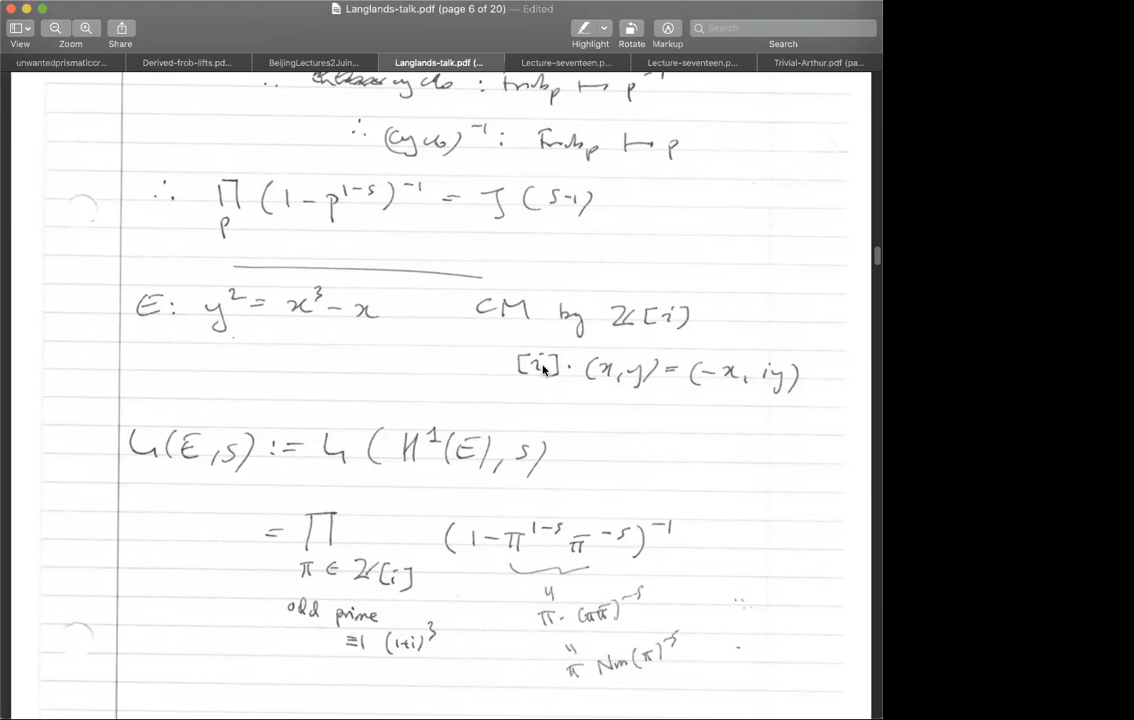 Langlands-talk.pdf (page 6 of 20) — Edited
View Zoom Share Highlight Rotate Markup Search
Search
unwantedprismaticcr... Derived-frob-lifts.pd... BeijingLectures2Juin... Langlands-talk.pdf (... Lecture-seventeen.p... Lecture-seventeen.p... Trivial-Arthur.pdf (pa...
cyclo : Frob_p ↦ p^{-1}
∴ (cyclo)^{-1} : Frob_p ↦ p
∴ ∏_p (1 - p^{1-s})^{-1} = ζ(s-1)
E: y² = x³ - x CM by ℤ[i]
[i] · (x,y) = (-x, iy)
L(E,s) := L(H¹(E), s)
= ∏ (1 - π^{1-s} π̄^{-s})^{-1}
π ∈ ℤ[i]
odd prime
≡1 (1+i)³
π · (ππ̄)^{-s}
π Nm(π)^{-s}